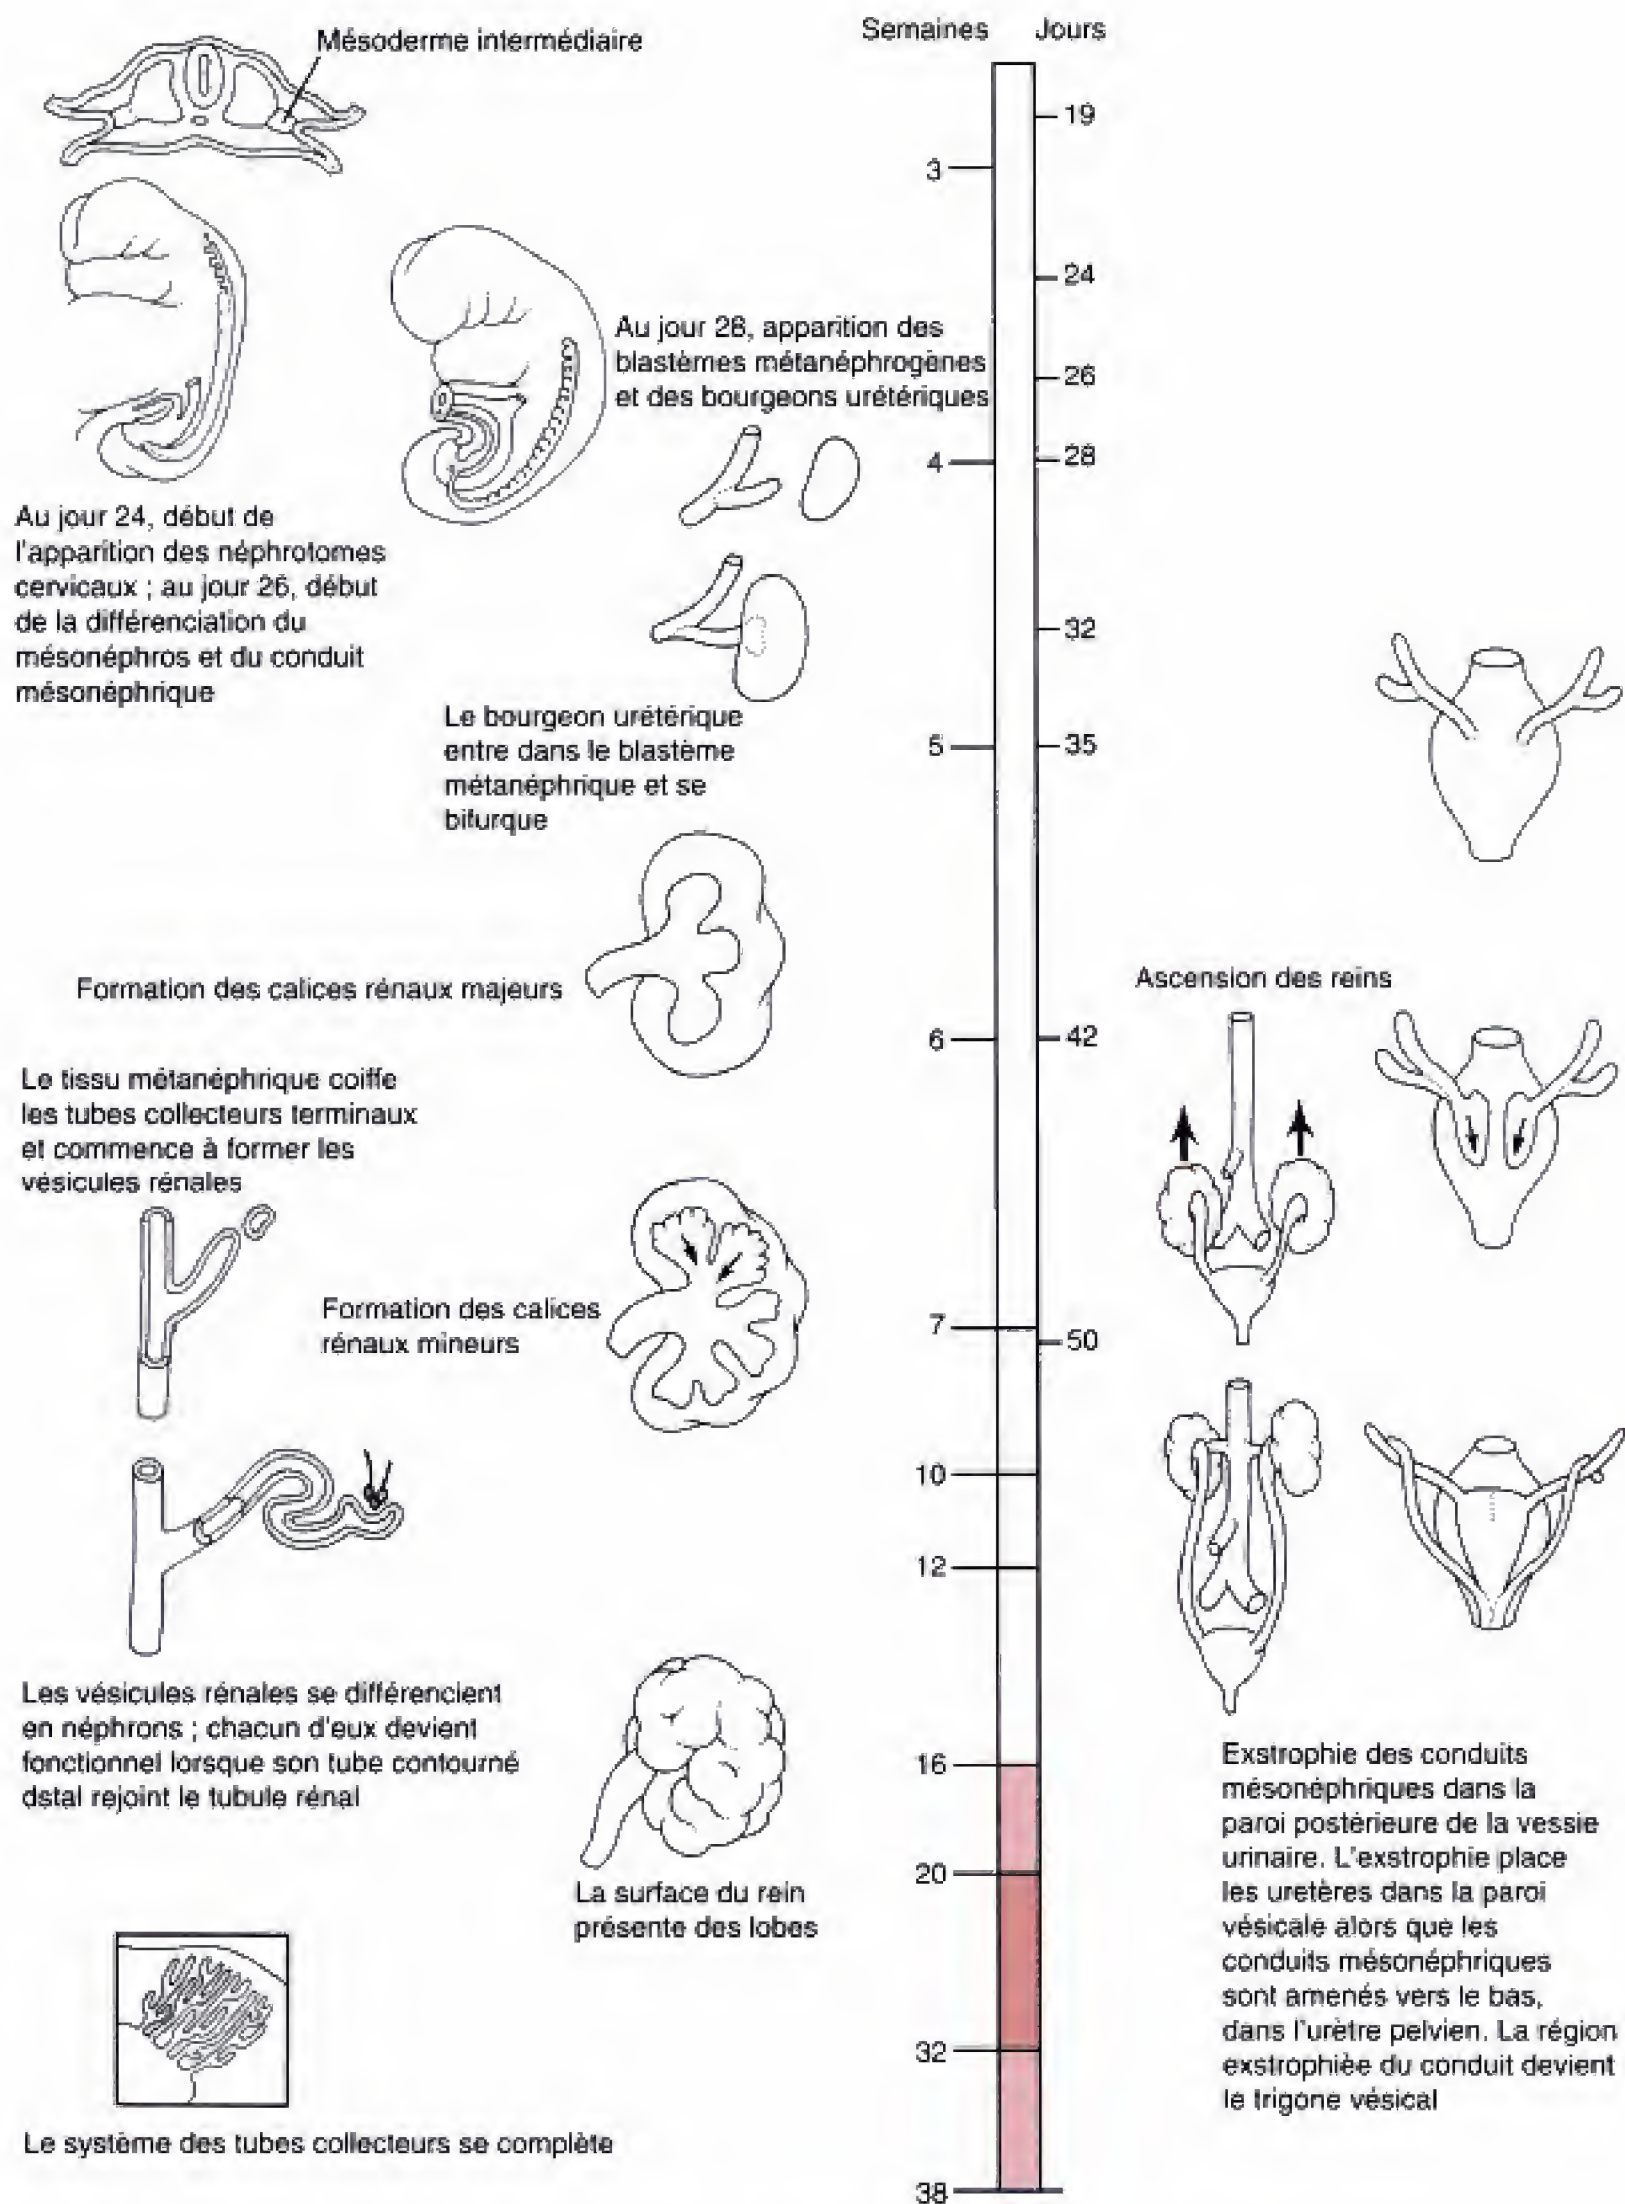 Mésoderme intermédiaire
Semaines
Jours
19
3
24
Au jour 28, apparition des
blastèmes métanéphrogènes
et des bourgeons urétériques
26
4
28
Au jour 24, début de
l'apparition des néphrotomes
cervicaux ; au jour 26, début
de la différenciation du
mésonéphros et du conduit
mésonéphrique
32
Le bourgeon urétérique
entre dans le blastème
métanéphrique et se
bifurque
5
35
Formation des calices rénaux majeurs
Ascension des reins
6
42
Le tissu métanéphrique coiffe
les tubes collecteurs terminaux
et commence à former les
vésicules rénales
Formation des calices
rénaux mineurs
7
50
10
12
Les vésicules rénales se différencient
en néphrons ; chacun d'eux devient
fonctionnel lorsque son tube contourné
dstal rejoint le tubule rénal
16
20
La surface du rein
présente des lobes
Exstrophie des conduits
mésonéphriques dans la
paroi postérieure de la vessie
urinaire. L'exstrophie place
les uretères dans la paroi
vésicale alors que les
conduits mésonéphriques
sont amenés vers le bas,
dans l'urètre pelvien. La région
exstrophièe du conduit devient
le trigone vésical
32
Le système des tubes collecteurs se complète
38